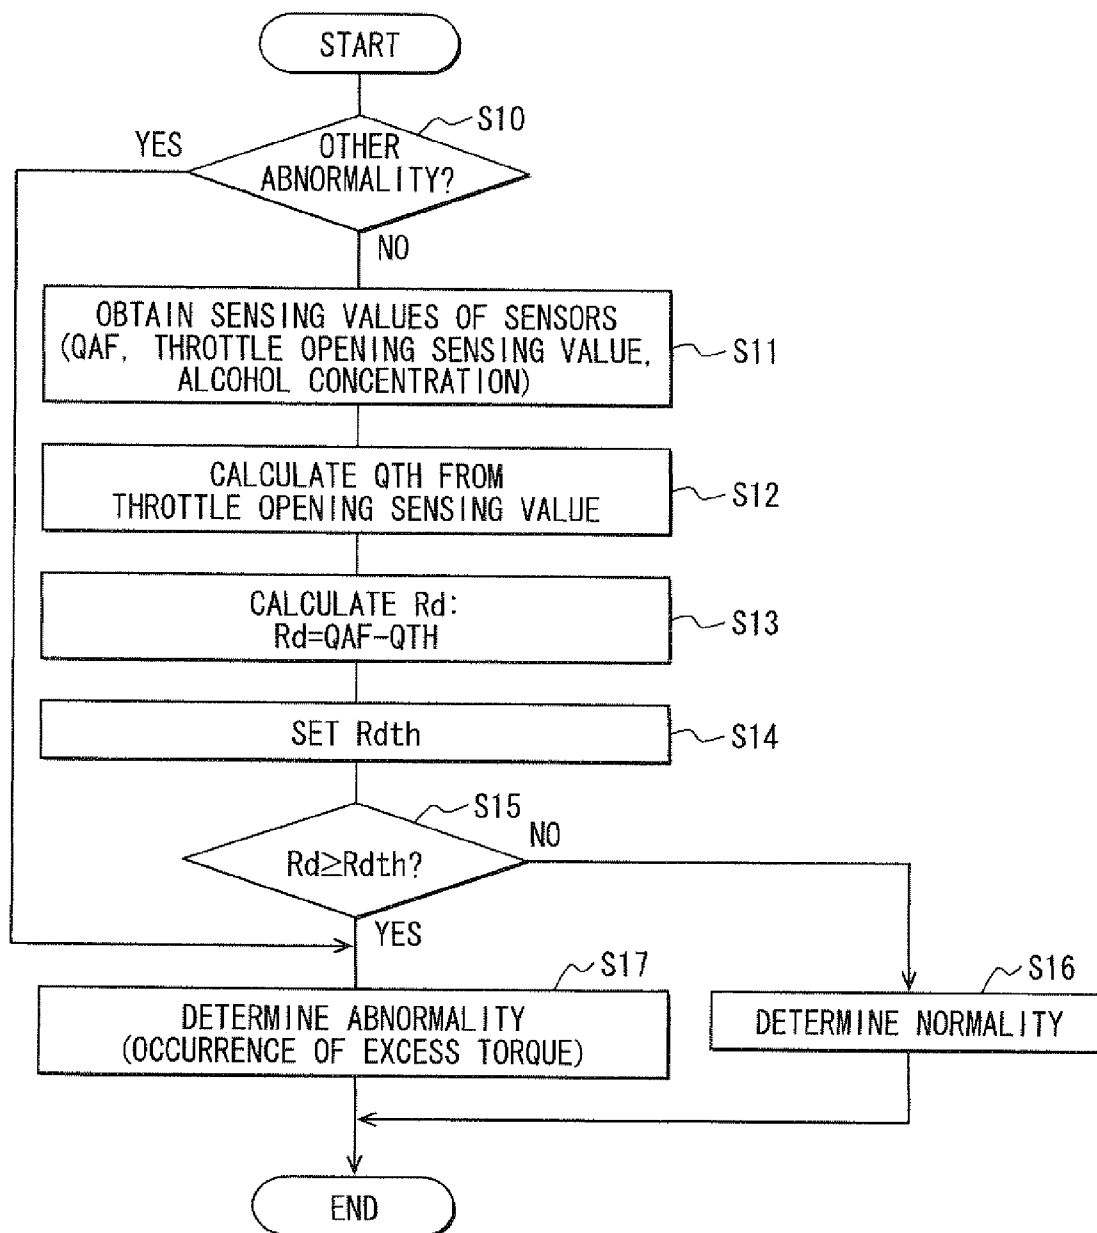 START
S10
YES
OTHER
ABNORMALITY?
NO
OBTAIN SENSING VALUES OF SENSORS
(QAF, THROTTLE OPENING SENSING VALUE,
ALCOHOL CONCENTRATION)
S11
CALCULATE QTH FROM
THROTTLE OPENING SENSING VALUE
S12
CALCULATE Rd:
Rd=QAF-QTH
S13
SET Rdth
S14
S15
NO
Rd≥Rdth?
YES
S17
S16
DETERMINE ABNORMALITY
(OCCURRENCE OF EXCESS TORQUE)
DETERMINE NORMALITY
END